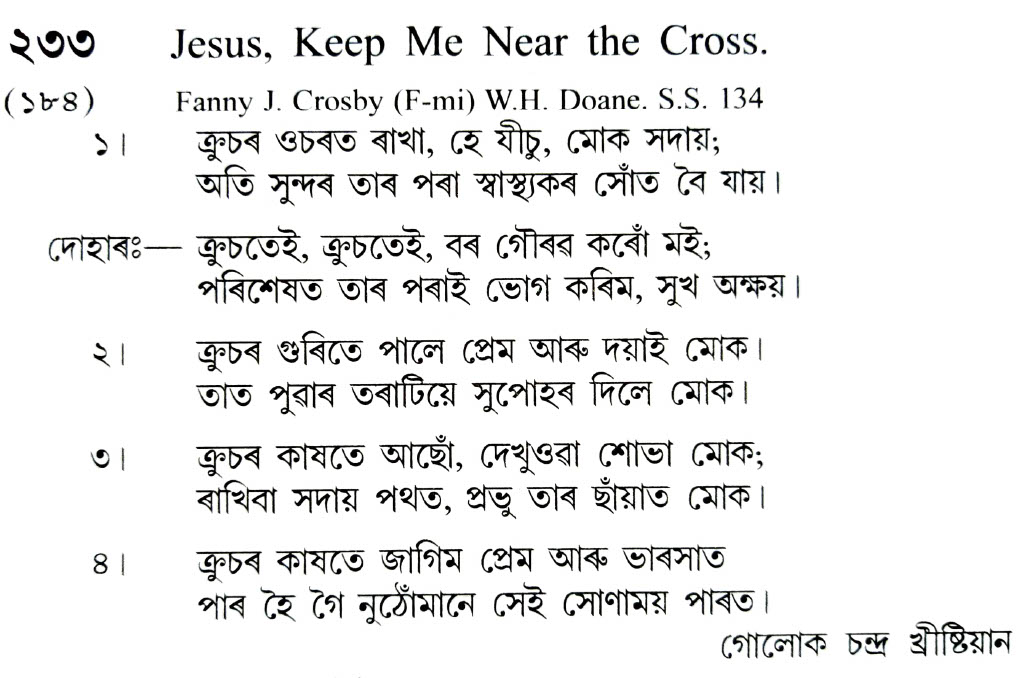 ২৩৩ Jesus, Keep Me Near the Cross.
(১৮৪) Fanny J. Crosby (F-mi) W.H. Doane. S.S. 134
১। ক্ৰুচৰ ওচৰত ৰাখা, হে যীচু, মোক সদায়;
অতি সুন্দৰ তাৰ পৰা স্বাস্থ্যকৰ সোঁত বৈ যায়।
দোহাৰঃ— ক্ৰুচতেই, ক্ৰুচতেই, বৰ গৌৰৱ কৰোঁ মই;
পৰিশেষত তাৰ পৰাই ভোগ কৰিম, সুখ অক্ষয়।
২। ক্ৰুচৰ গুৰিতে পালে প্ৰেম আৰু দয়াই মোক।
তাত পুৱাৰ তৰাটিয়ে সুপোহৰ দিলে মোক।
৩। ক্ৰুচৰ কাষতে আছোঁ, দেখুওৱা শোভা মোক;
ৰাখিবা সদায় পথত, প্ৰভু তাৰ ছাঁয়াত মোক।
৪। ক্ৰুচৰ কাষতে জাগিম প্ৰেম আৰু ভাৰসাত
পাৰ হৈ গৈ নুঠোঁমানে সেই সোণাময় পাৰত।
গোলোক চন্দ্ৰ খ্ৰীষ্টিয়ান